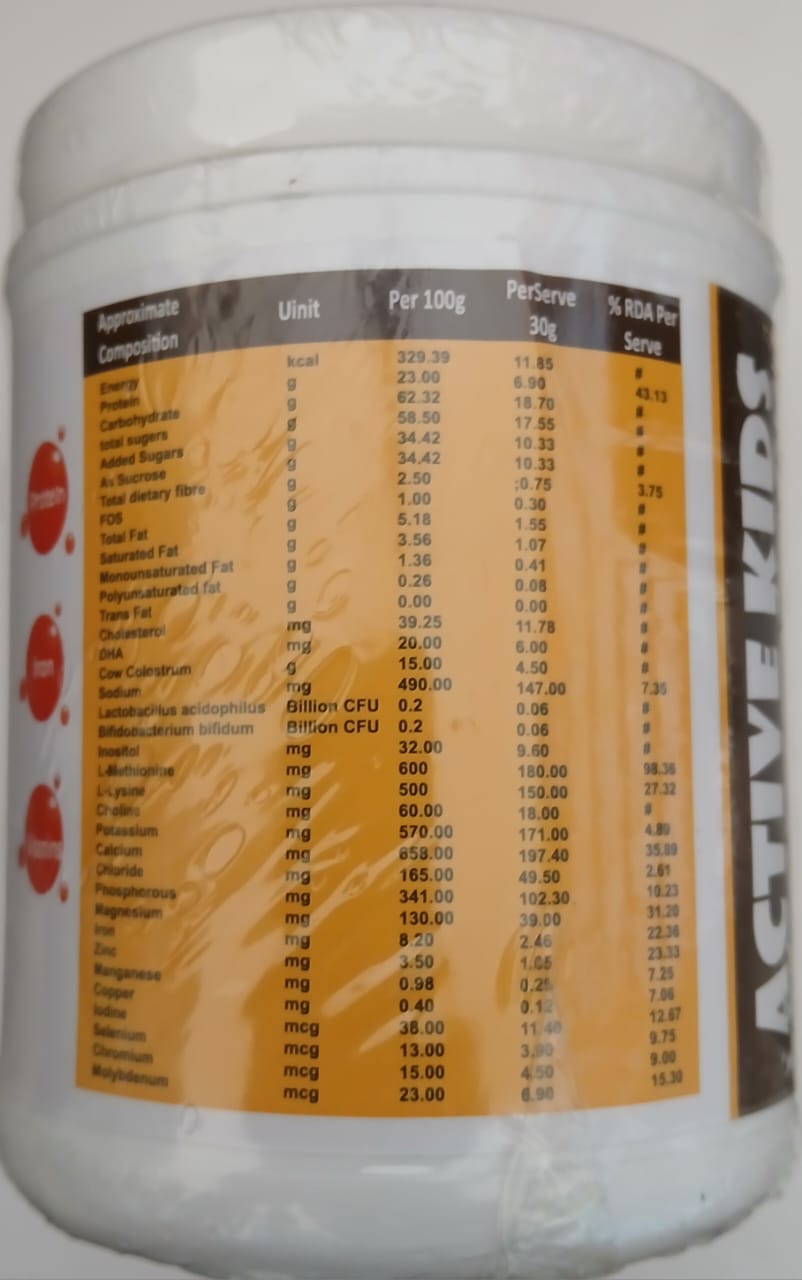 Approximate Composition Uinit Per 100g PerServe 30g % RDA Per Serve
Energy kcal 329.39 11.85 #
Protein g 23.00 6.90 43.13
Carbohydrate g 62.32 18.70 #
total sugers g 58.50 17.55 #
Added Sugars g 34.42 10.33 #
As Sucrose g 34.42 10.33 #
Total dietary fibre g 2.50 ;0.75 3.75
FOS g 1.00 0.30 #
Total Fat g 5.18 1.55 #
Saturated Fat g 3.56 1.07 #
Monounsaturated Fat g 1.36 0.41 #
Polyunsaturated fat g 0.26 0.08 #
Trans Fat g 0.00 0.00 #
Cholesterol mg 39.25 11.78 #
DHA mg 20.00 6.00 #
Cow Colostrum g 15.00 4.50 #
Sodium mg 490.00 147.00 7.35
Lactobacillus acidophilus Billion CFU 0.2 0.06 #
Bifidobacterium bifidum Billion CFU 0.2 0.06 #
Inositol mg 32.00 9.60 #
L-Methionine mg 600 180.00 98.36
L-Lysine mg 500 150.00 27.32
Choline mg 60.00 18.00 #
Potassium mg 570.00 171.00 4.89
Calcium mg 658.00 197.40 35.89
Chloride mg 165.00 49.50 2.61
Phosphorous mg 341.00 102.30 10.23
Magnesium mg 130.00 39.00 31.20
Iron mg 8.20 2.46 22.36
Zinc mg 3.50 1.05 23.33
Manganese mg 0.98 7.25
Copper mg 0.40 0.12 7.06
Iodine mcg 38.00 11.40 12.67
Selenium mcg 13.00 3.90 9.75
Chromium mcg 15.00 4.50 9.00
Molybdenum mcg 23.00 6.90 15.30
Protein
Iron
ACTIVE KIDS